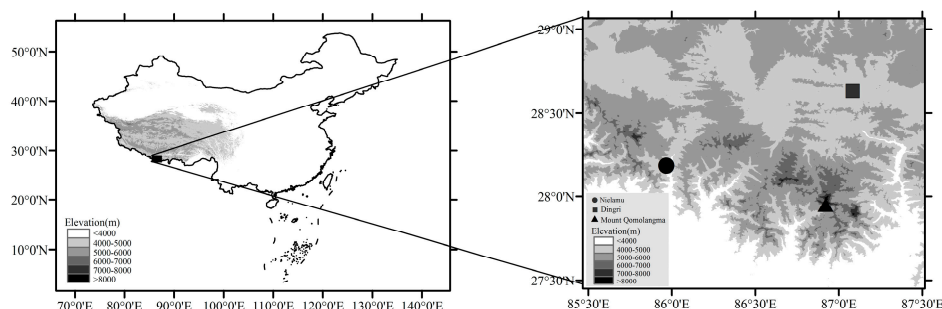 50°0'N
40°0'N
30°0'N
20°0'N
10°0'N
Elevation(m)
<4000
4000-5000
5000-6000
6000-7000
7000-8000
>8000
70°0'E 80°0'E 90°0'E 100°0'E 110°0'E 120°0'E 130°0'E 140°0'E
29°0'N
28°30'N
28°0'N
27°30'N
Nielamu
Dingri
Mount Qomolangma
Elevation(m)
<4000
4000-5000
5000-6000
6000-7000
7000-8000
>8000
85°30'E 86°0'E 86°30'E 87°0'E 87°30'E